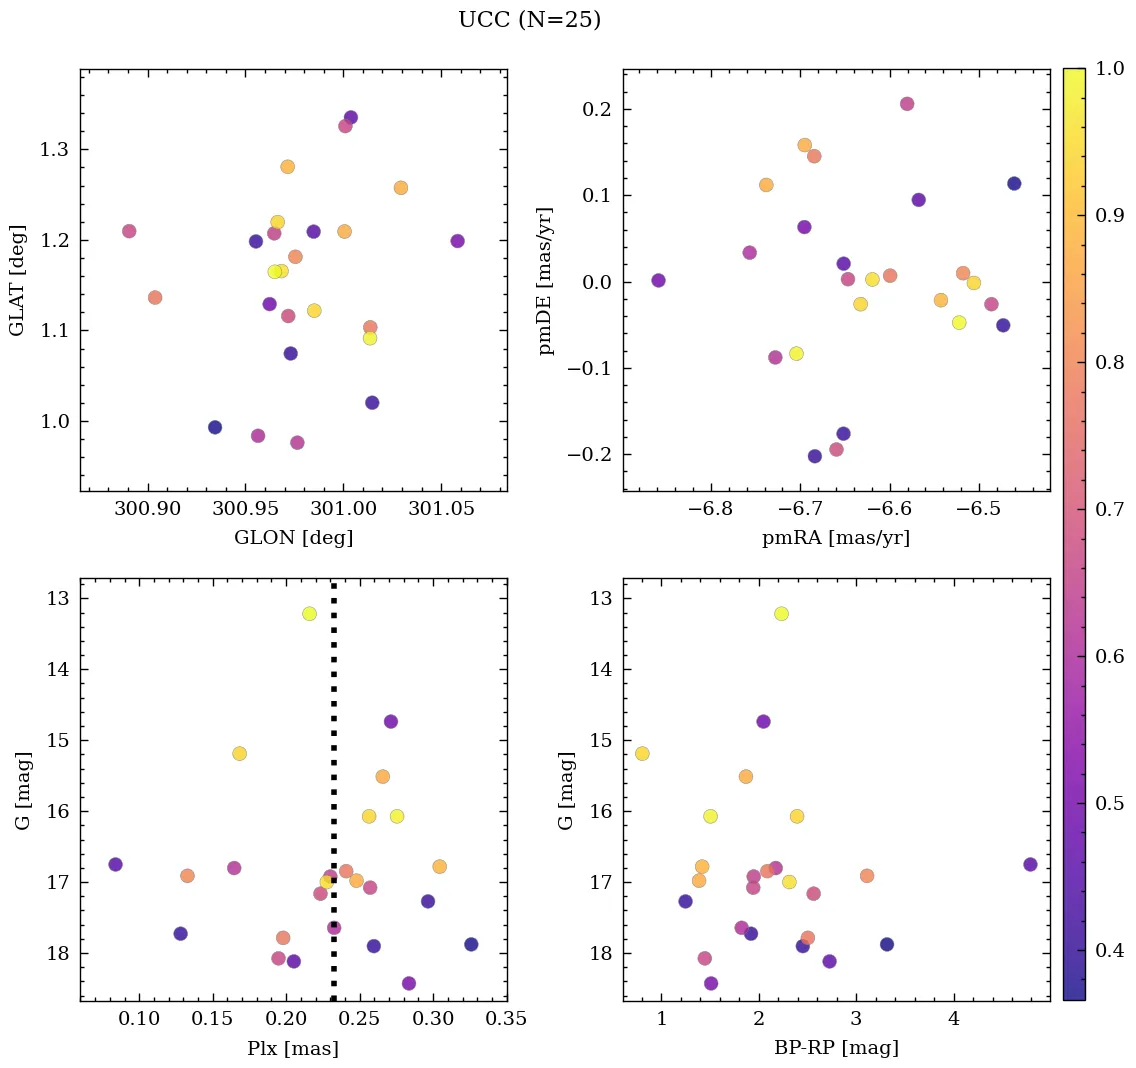 UCC (N=25)
1.3
1.2
1.1
1.0
GLAT [deg]
300.90 300.95 301.00 301.05
GLON [deg]
0.2
0.1
0.0
−0.1
−0.2
pmDE [mas/yr]
−6.8 −6.7 −6.6 −6.5
pmRA [mas/yr]
1.0
0.9
0.8
0.7
0.6
0.5
0.4
13
14
15
16
17
18
G [mag]
0.10 0.15 0.20 0.25 0.30 0.35
Plx [mas]
13
14
15
16
17
18
G [mag]
1 2 3 4
BP-RP [mag]